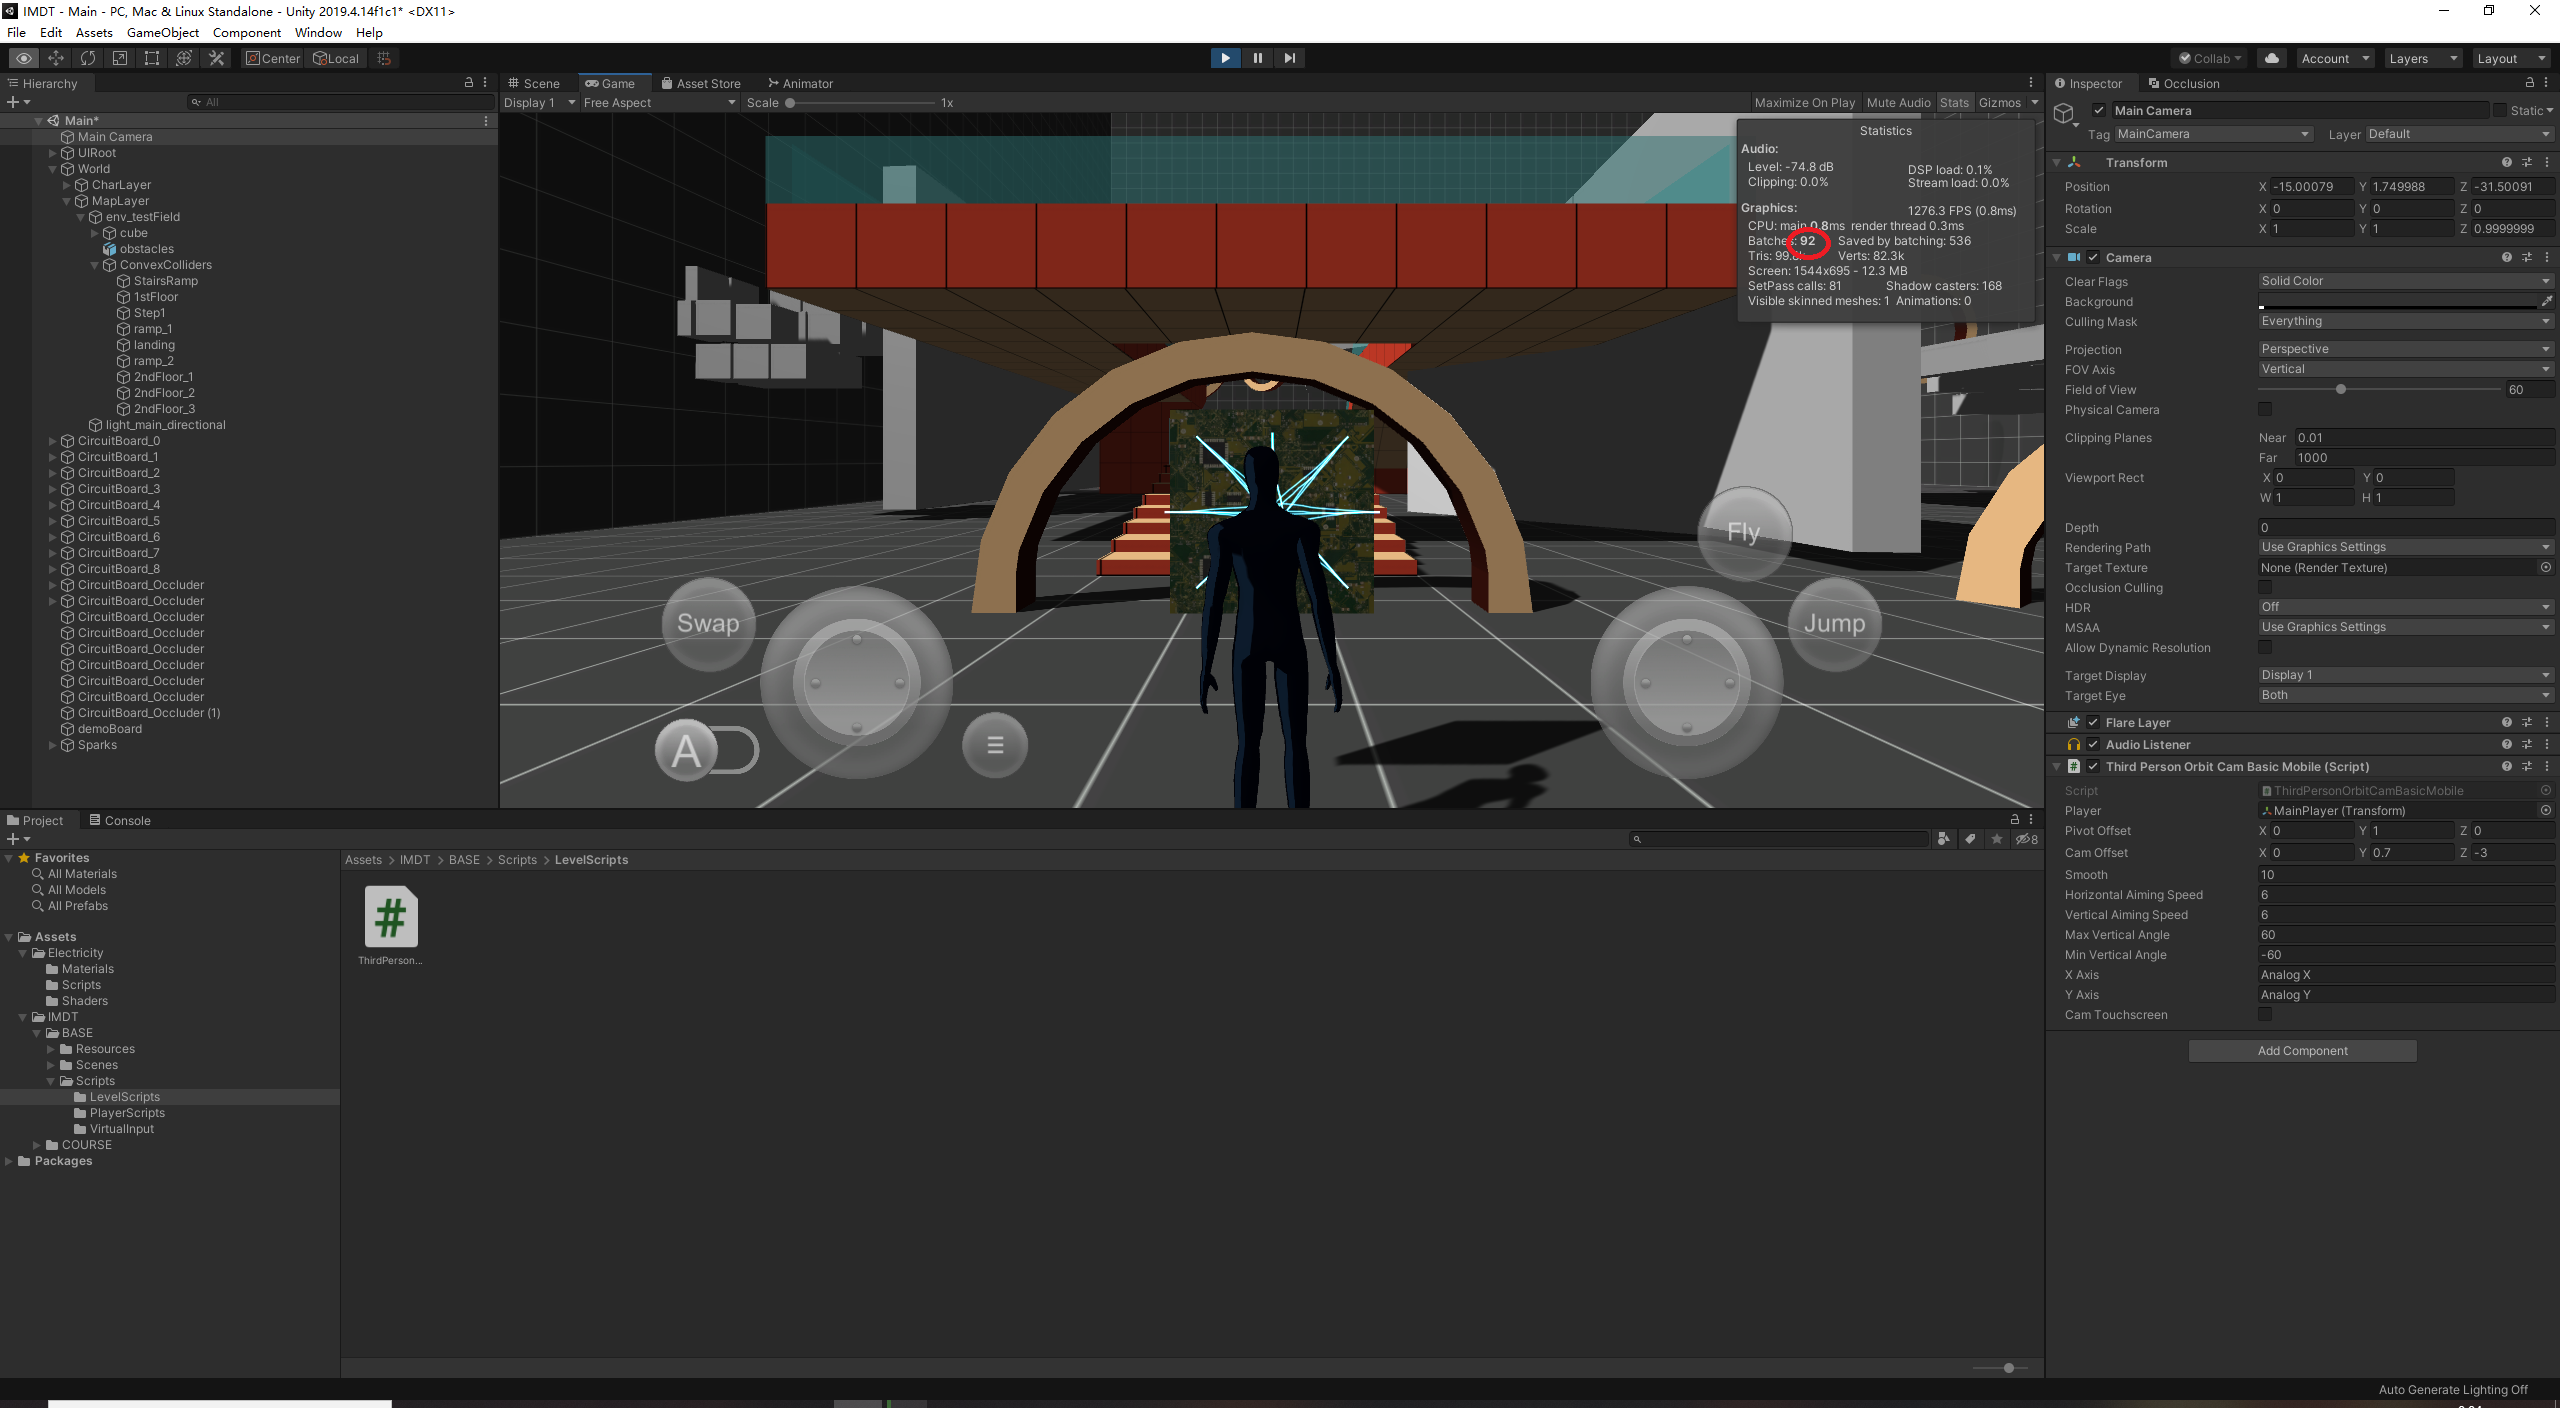 IMDT - Main - PC, Mac & Linux Standalone - Unity 2019.4.14f1c1* <DX11>
File Edit Assets GameObject Component Window Help
Center Local
Collab Account Layers Layout
Hierarchy
All
Main*
Main Camera
UIRoot
World
CharLayer
MapLayer
env_testField
cube
obstacles
ConvexColliders
StairsRamp
1stFloor
Step1
ramp_1
landing
ramp_2
2ndFloor_1
2ndFloor_2
2ndFloor_3
light_main_directional
CircuitBoard_0
CircuitBoard_1
CircuitBoard_2
CircuitBoard_3
CircuitBoard_4
CircuitBoard_5
CircuitBoard_6
CircuitBoard_7
CircuitBoard_8
CircuitBoard_Occluder
CircuitBoard_Occluder
CircuitBoard_Occluder
CircuitBoard_Occluder
CircuitBoard_Occluder
CircuitBoard_Occluder
CircuitBoard_Occluder
CircuitBoard_Occluder
CircuitBoard_Occluder (1)
demoBoard
Sparks
Scene Game Asset Store Animator
Display 1 Free Aspect Scale 1x Maximize On Play Mute Audio Stats Gizmos
Statistics
Audio:
Level: -74.8 dB DSP load: 0.1%
Clipping: 0.0% Stream load: 0.0%
Graphics: 1276.3 FPS (0.8ms)
CPU: main 0.8ms render thread 0.3ms
Batches: 92 Saved by batching: 536
Tris: 99.8k Verts: 82.3k
Screen: 1544x695 - 12.3 MB
SetPass calls: 81 Shadow casters: 168
Visible skinned meshes: 1 Animations: 0
Fly
Swap
Jump
A
Inspector Occlusion
Main Camera Static
Tag MainCamera Layer Default
Transform
Position X -15.00079 Y 1.749988 Z -31.50091
Rotation X 0 Y 0 Z 0
Scale X 1 Y 1 Z 0.9999999
Camera
Clear Flags Solid Color
Background
Culling Mask Everything
Projection Perspective
FOV Axis Vertical
Field of View 60
Physical Camera
Clipping Planes Near 0.01
Far 1000
Viewport Rect X 0 Y 0
W 1 H 1
Depth 0
Rendering Path Use Graphics Settings
Target Texture None (Render Texture)
Occlusion Culling
HDR Off
MSAA Use Graphics Settings
Allow Dynamic Resolution
Target Display Display 1
Target Eye Both
Flare Layer
Audio Listener
Third Person Orbit Cam Basic Mobile (Script)
Script ThirdPersonOrbitCamBasicMobile
Player MainPlayer (Transform)
Pivot Offset X 0 Y 1 Z 0
Cam Offset X 0 Y 0.7 Z -3
Smooth 10
Horizontal Aiming Speed 6
Vertical Aiming Speed 6
Max Vertical Angle 60
Min Vertical Angle -60
X Axis Analog X
Y Axis Analog Y
Cam Touchscreen
Add Component
Project Console
8
Favorites
All Materials
All Models
All Prefabs
Assets
Electricity
Materials
Scripts
Shaders
IMDT
BASE
Resources
Scenes
Scripts
LevelScripts
PlayerScripts
VirtualInput
COURSE
Packages
Assets > IMDT > BASE > Scripts > LevelScripts
ThirdPerson...
Auto Generate Lighting Off